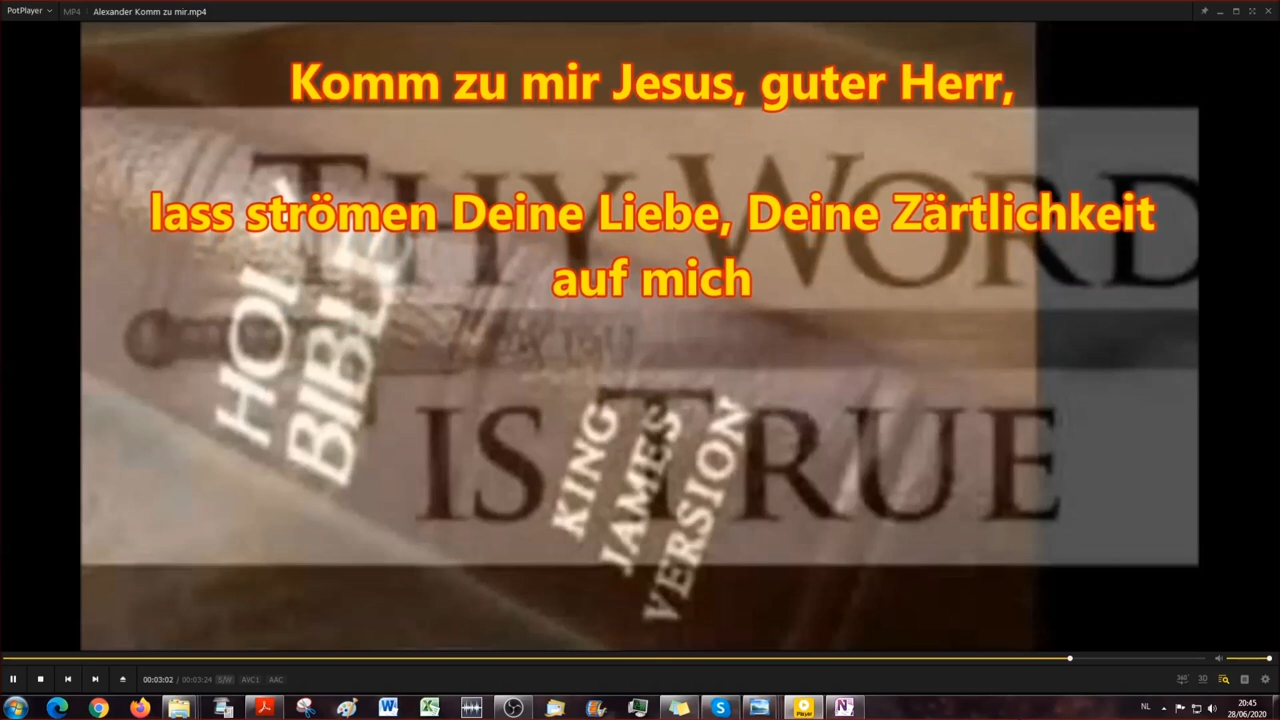 PotPlayer
MP4
Alexander Komm zu mir.mp4
Komm zu mir Jesus, guter Herr,
THY WORD
lass strömen Deine Liebe, Deine Zärtlichkeit
auf mich
HOLY
BIBLE
IS TRUE
KING
JAMES
VERSION
00:03:02 / 00:03:24 S/W AVC1 AAC
360°
3D
NL
20:45
28/06/2020